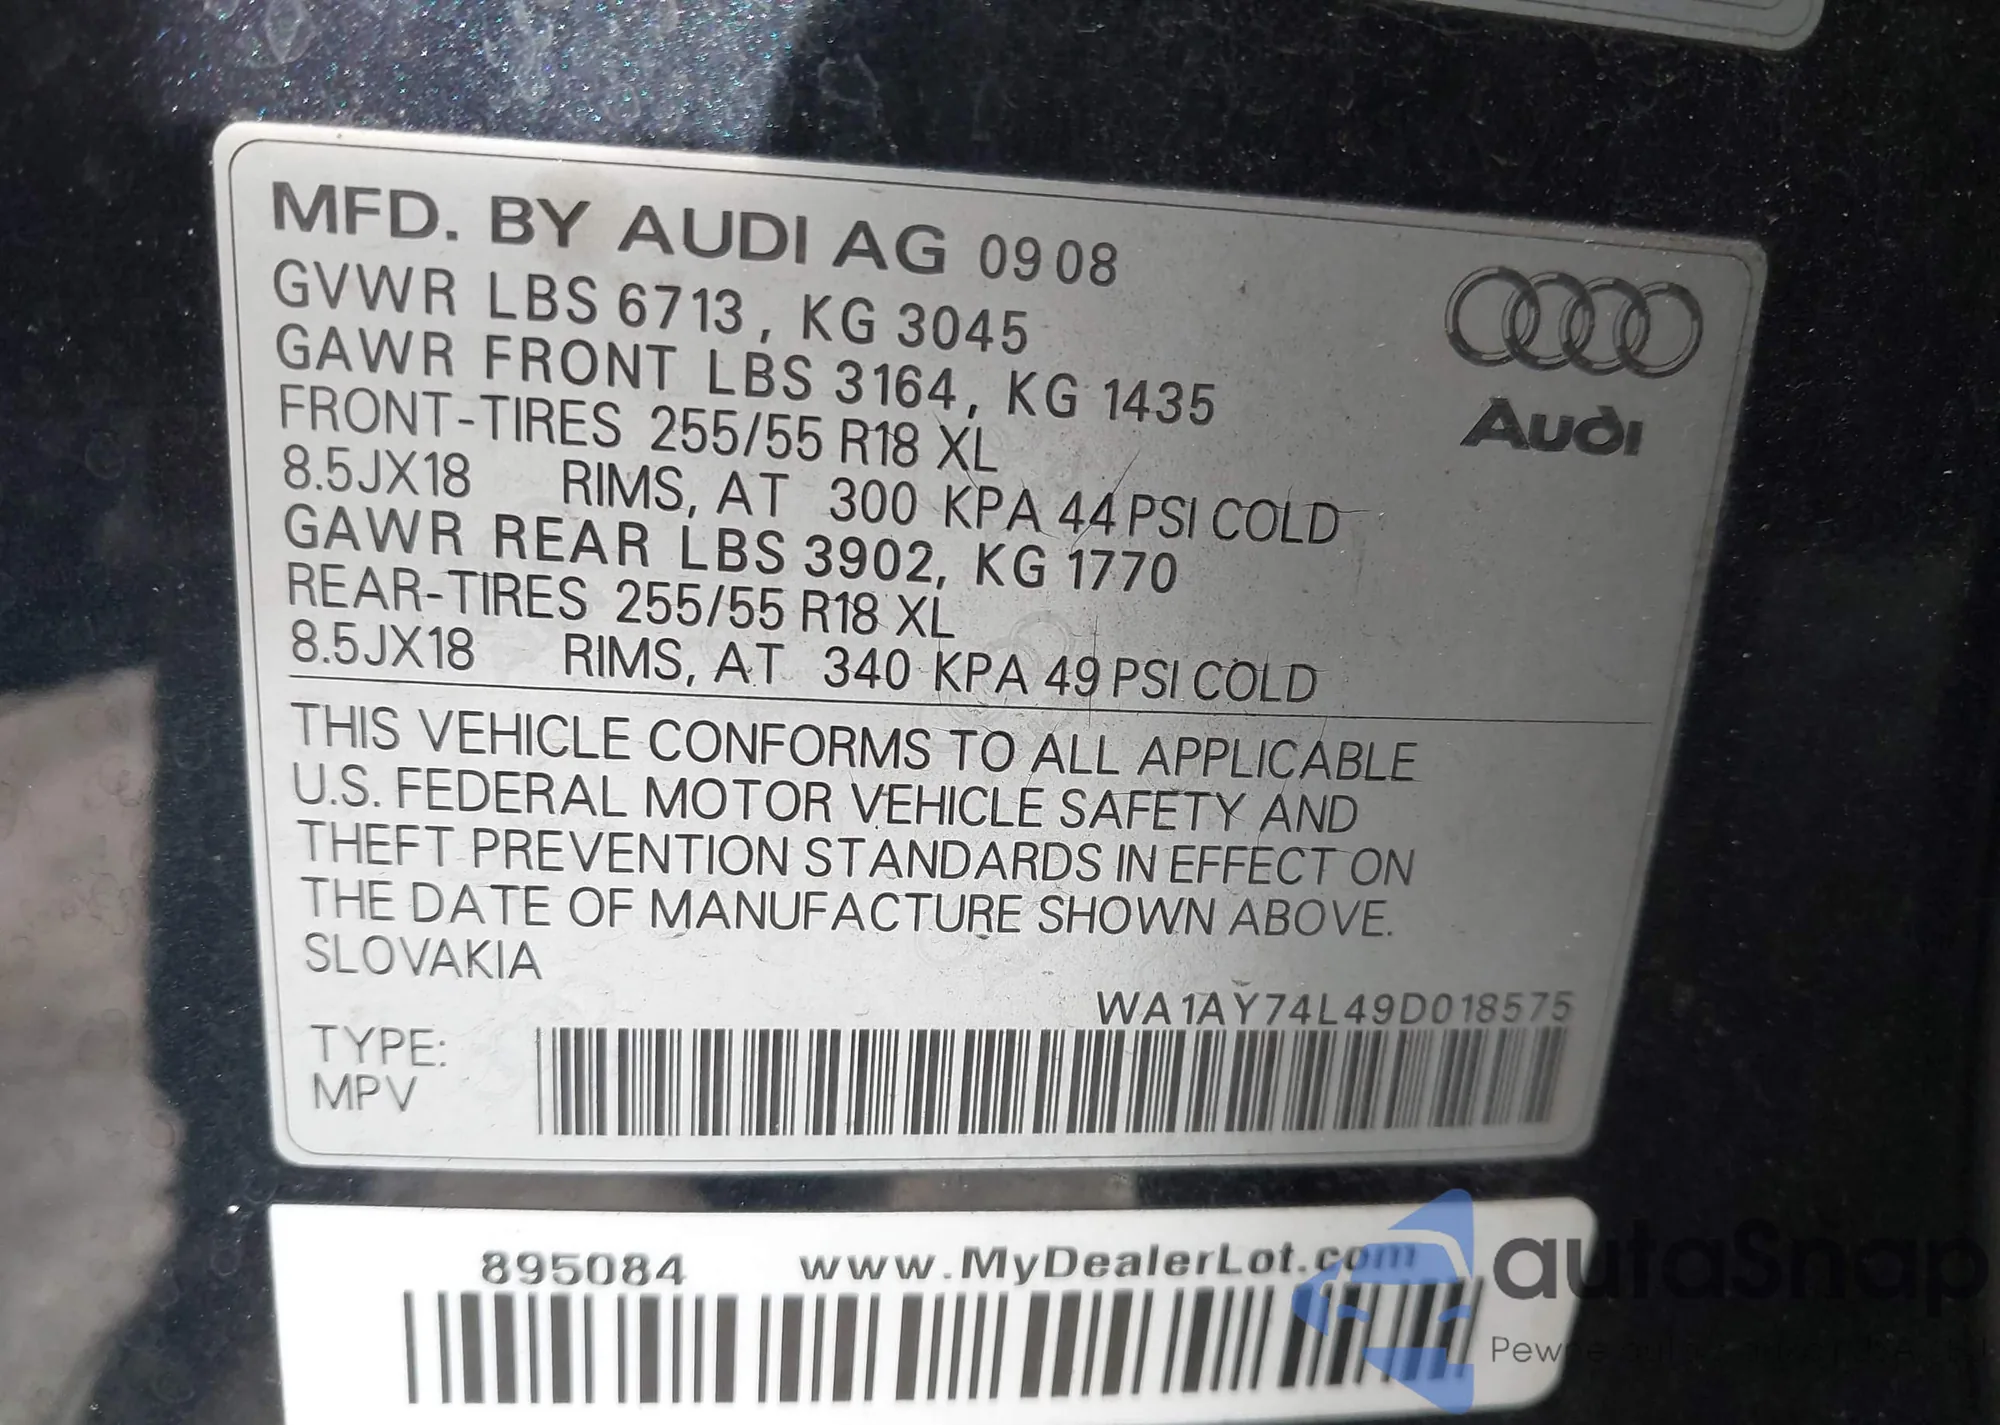 MFD. BY AUDI AG 09 08
GVWR LBS 6713, KG 3045
GAWR FRONT LBS 3164, KG 1435
FRONT-TIRES 255/55 R18 XL
8.5JX18 RIMS, AT 300 KPA 44 PSI COLD
GAWR REAR LBS 3902, KG 1770
REAR-TIRES 255/55 R18 XL
8.5JX18 RIMS, AT 340 KPA 49 PSI COLD
Audi
THIS VEHICLE CONFORMS TO ALL APPLICABLE
U.S. FEDERAL MOTOR VEHICLE SAFETY AND
THEFT PREVENTION STANDARDS IN EFFECT ON
THE DATE OF MANUFACTURE SHOWN ABOVE.
SLOVAKIA
WA1AY74L49D018575
TYPE:
MPV
895084 www.MyDealerLot.com
autaSnap